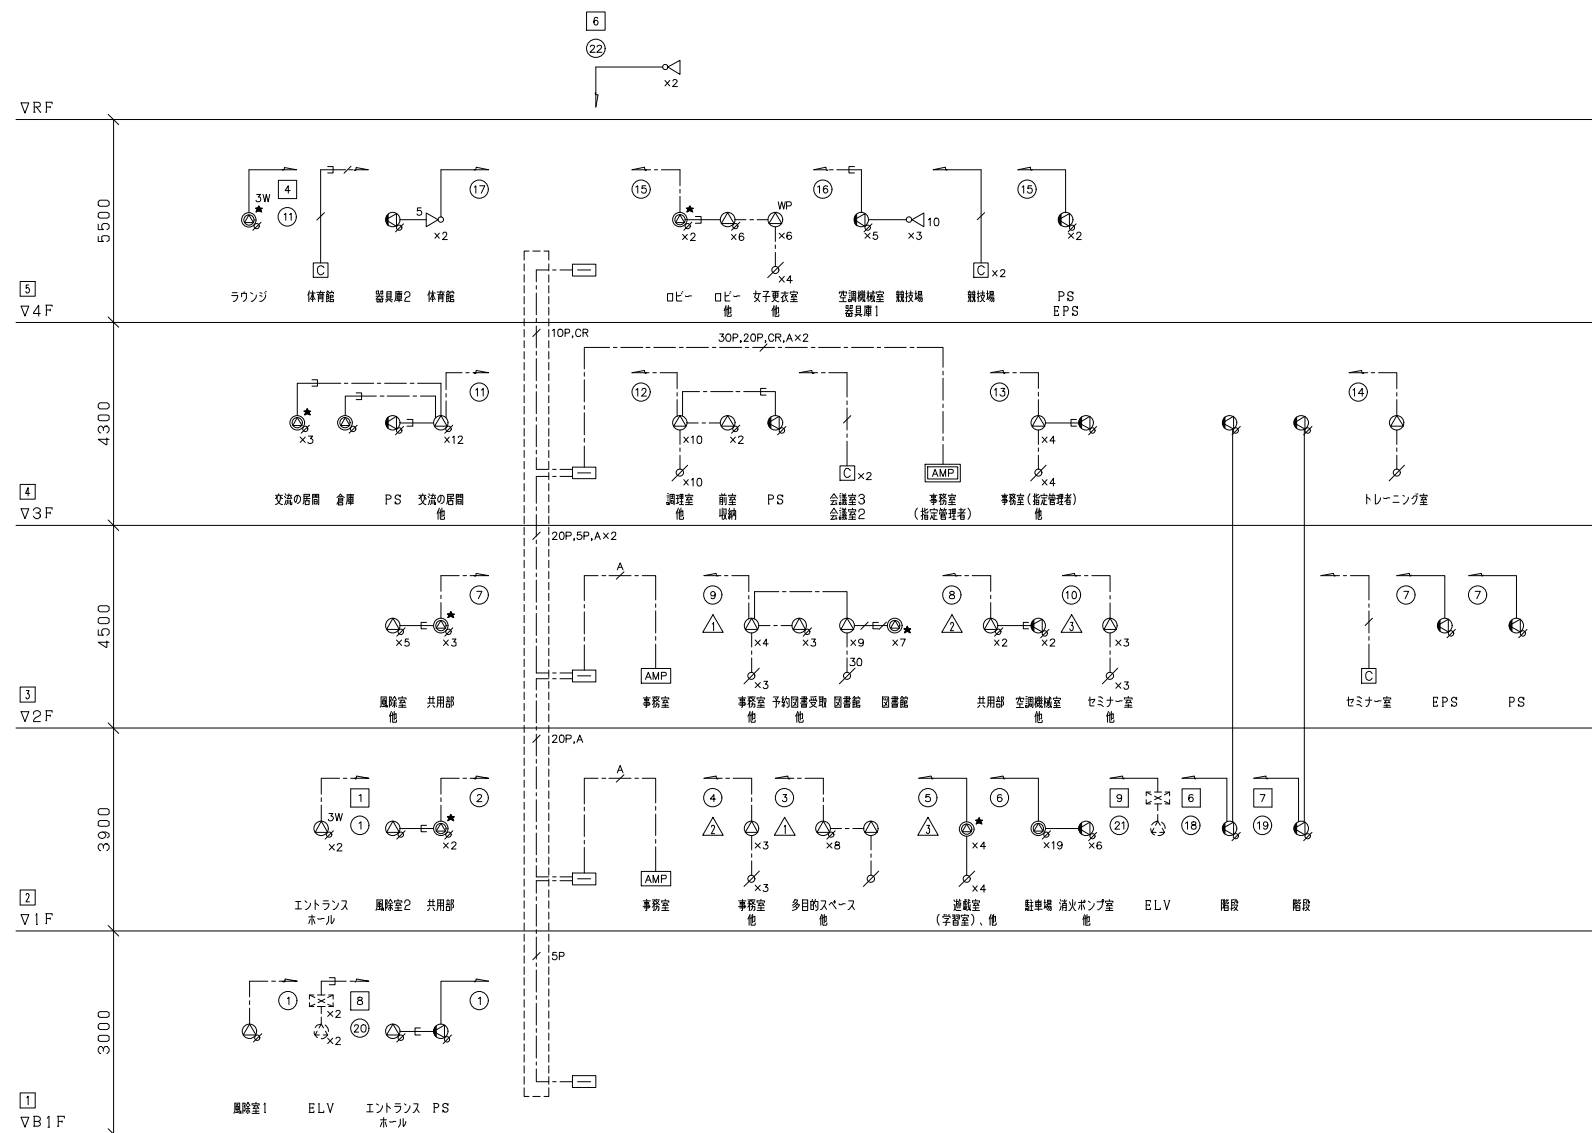 6
22
×2
▽RF
5500
3W
★
4
11
17
5
×2
15
★
×2
×6
WP
×6
×4
16
×5
×3
10
C
C ×2
15
×2
5
▽4F
ラウンジ
体育館
器具庫2
体育館
ロビー
ロビー
他
女子更衣室
他
空調機械室
器具庫1
競技場
競技場
PS
EPS
10P,CR
30P,20P,CR,A×2
4300
★
×3
×12
11
12
×10
×2
×10
C ×2
AMP
13
×4
×4
14
4
▽3F
交流の居間
倉庫
PS
交流の居間
他
調理室
他
前室
収納
PS
会議室3
会議室2
事務室
(指定管理者)
事務室(指定管理者)
他
トレーニング室
20P,5P,A×2
4500
×5
★
×3
7
A
AMP
9
1
×4
×3
×3
×9
30
★
×7
8
2
×2
×2
10
3
×3
×3
C
7
7
3
▽2F
風除室
他
共用部
事務室
事務室
他
予約図書受取
他
図書館
図書館
共用部
空調機械室
他
セミナー室
他
セミナー室
EPS
PS
20P,A
3900
3W
×2
1
1
★
×2
2
A
AMP
4
2
×3
×3
3
1
×8
5
3
★
×4
×4
6
×19
×6
9
21
6
18
7
19
2
▽1F
エントランス
ホール
風除室2
共用部
事務室
事務室
他
多目的スペース
他
遊戯室
(学習室)、他
駐車場
消火ポンプ室
他
ELV
階段
階段
5P
3000
1
×2
×2
8
20
1
1
▽B1F
風除室1
ELV
エントランス
ホール
PS